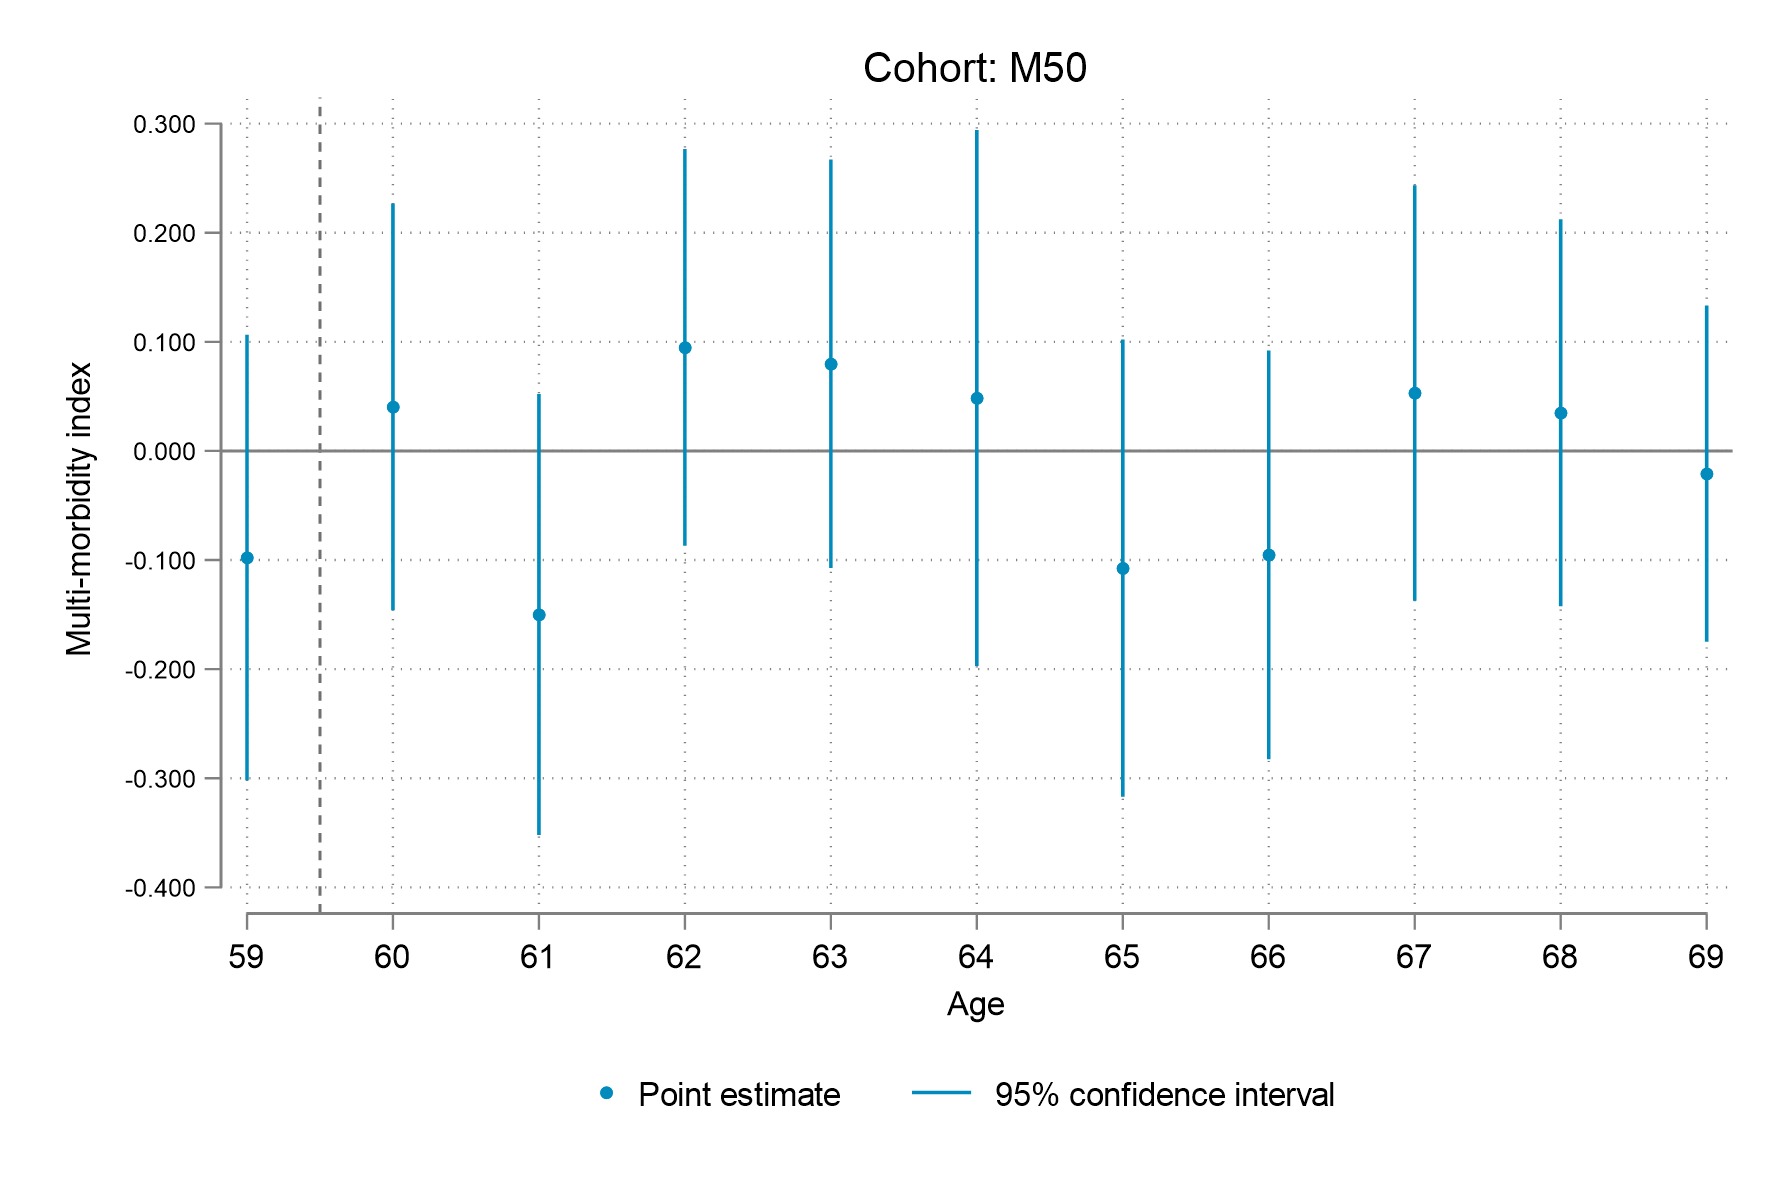 Cohort: M50
0.300
0.200
0.100
0.000
-0.100
-0.200
-0.300
-0.400
Multi-morbidity index
59 60 61 62 63 64 65 66 67 68 69
Age
Point estimate 95% confidence interval